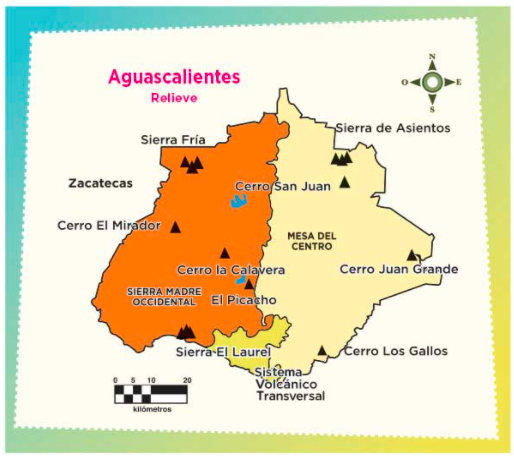 Aguascalientes
Relieve
N
O
E
S
Sierra Fría
Sierra de Asientos
Zacatecas
Cerro San Juan
Cerro El Mirador
MESA DEL
CENTRO
Cerro la Calavera
Cerro Juan Grande
SIERRA MADRE
OCCIDENTAL
El Picacho
Sierra El Laurel
Cerro Los Gallos
Sistema
Volcánico
Transversal
0 5 10 20
kilómetros